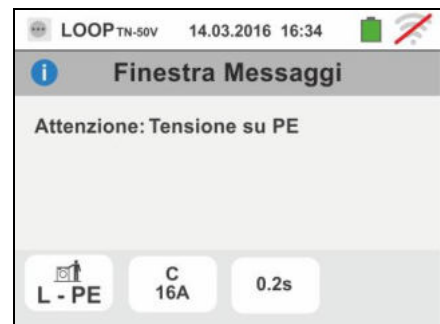 LOOP TN-50V 14.03.2016 16:34
i Finestra Messaggi
Attenzione: Tensione su PE
L - PE
C
16A
0.2s